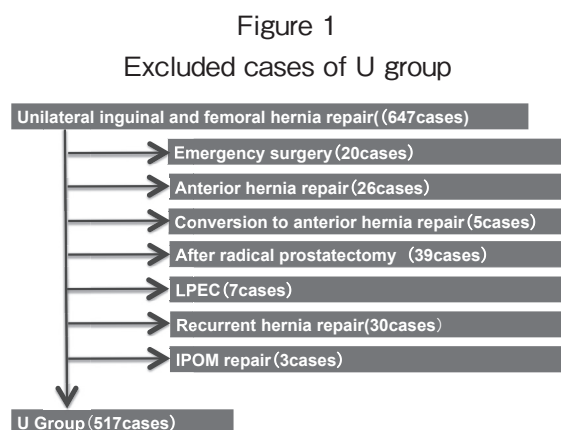 Figure 1
Excluded cases of U group
Unilateral inguinal and femoral hernia repair(（647cases)
Emergency surgery（20cases）
Anterior hernia repair（26cases）
Conversion to anterior hernia repair（5cases）
After radical prostatectomy （39cases）
LPEC（7cases）
Recurrent hernia repair(30cases）
IPOM repair（3cases）
U Group（517cases）